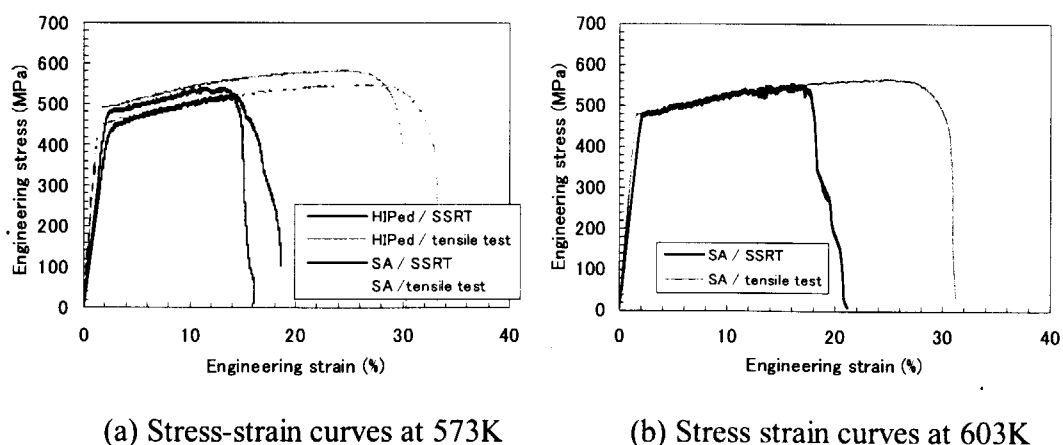 700
600
500
400
300
200
100
0
Engineering stress (MPa)
HIPed / SSRT
HIPed / tensile test
SA / SSRT
SA / tensile test
0 10 20 30 40
Engineering strain (%)
(a) Stress-strain curves at 573K
700
600
500
400
300
200
100
0
Engineering stress (MPa)
SA / SSRT
SA / tensile test
0 10 20 30 40
Engineering strain (%)
(b) Stress strain curves at 603K